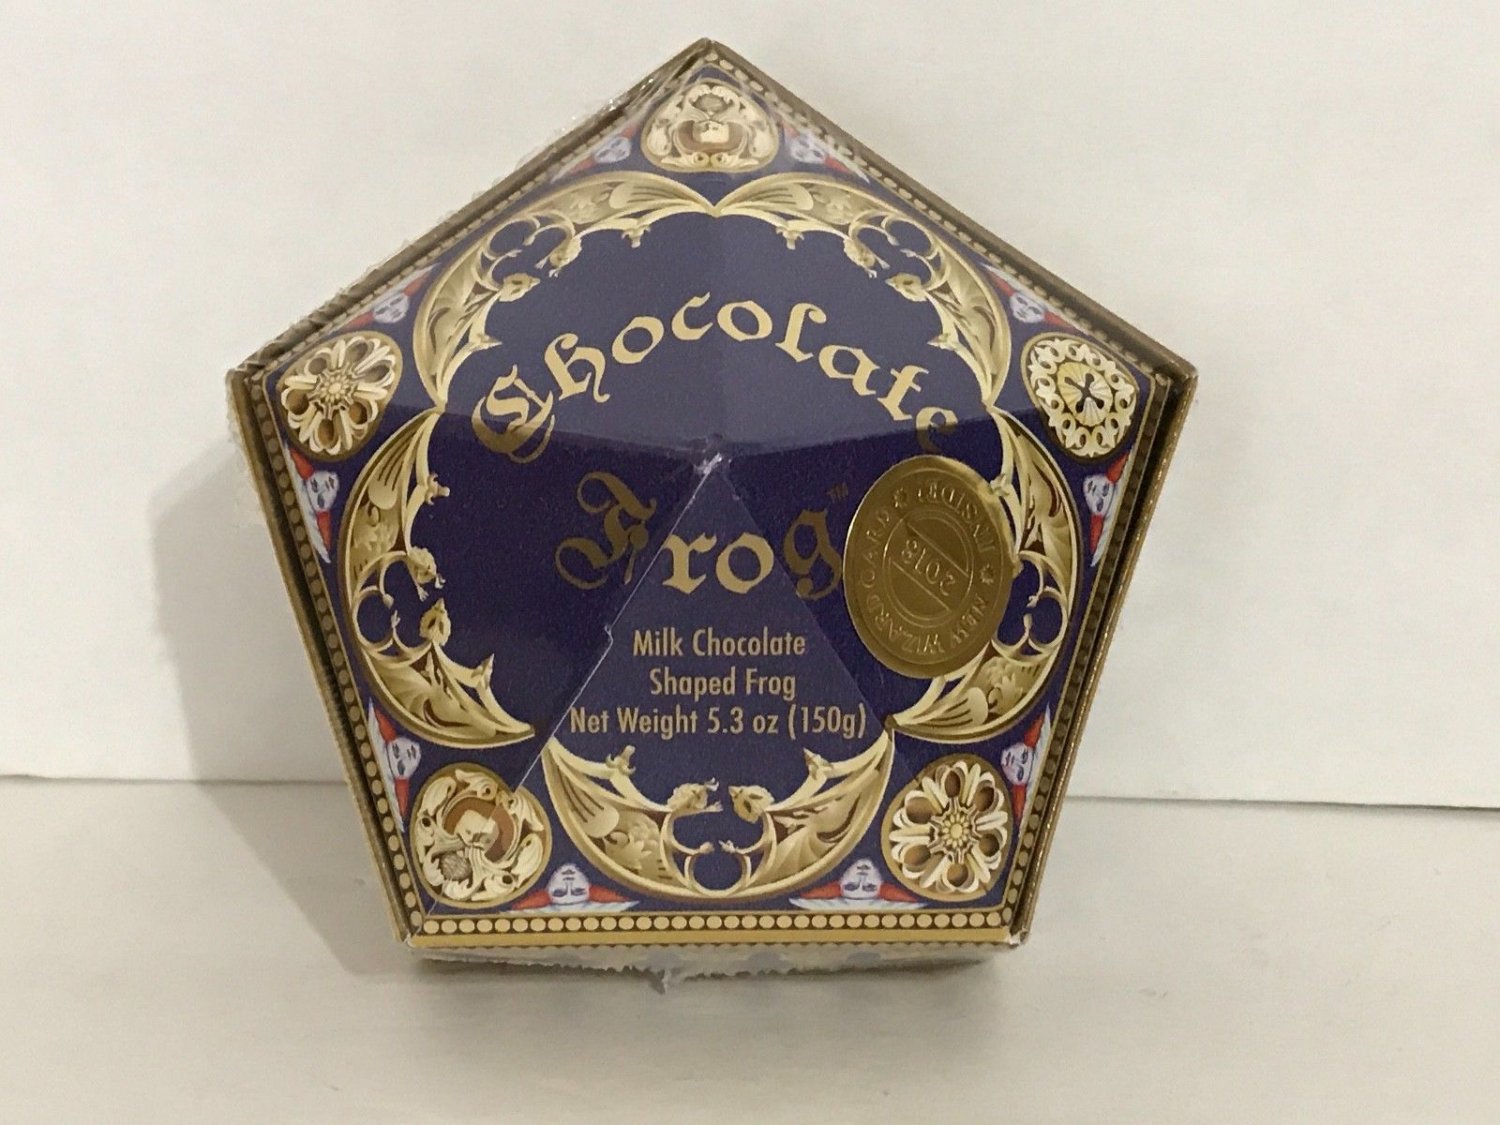 Chocolate
Frog™
Milk Chocolate
Shaped Frog
Net Weight 5.3 oz (150g)
NEW WIZARD CARD INSIDE!
2018